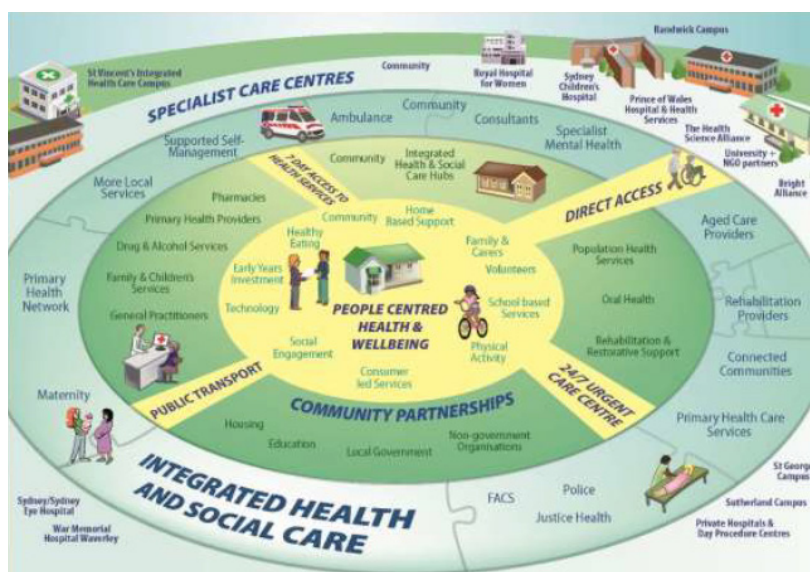 Randwick Campus
St Vincent's Integrated
Health Care Campus
SPECIALIST CARE CENTRES
Community
Royal Hospital
for Women
Sydney
Children's
Hospital
Prince of Wales
Hospital & Health
Services
The Health
Science Alliance
University +
NGO partners
Bright
Alliance
Supported Self-
Management
Ambulance
Community
Consultants
Specialist
Mental Health
More Local
Services
7-DAY ACCESS TO
HEALTH SERVICES
Community
Integrated
Health & Social
Care Hubs
DIRECT ACCESS
Aged Care
Providers
Pharmacies
Primary Health Providers
Drug & Alcohol Services
Family & Children's
Services
General Practitioners
Community
Home
Based Support
Healthy
Eating
Family &
Carers
Volunteers
Early Years
Investment
Technology
School based
Services
PEOPLE CENTRED
HEALTH &
WELLBEING
Social
Engagement
Physical
Activity
Consumer
led Services
Population Health
Services
Oral Health
Rehabilitation &
Restorative Support
Primary
Health
Network
Rehabilitation
Providers
Connected
Communities
Primary Health Care
Services
PUBLIC TRANSPORT
24/7 URGENT
CARE CENTRE
COMMUNITY PARTNERSHIPS
Maternity
Housing
Education
Local Government
Non-government
Organisations
INTEGRATED HEALTH
AND SOCIAL CARE
FACS
Police
Justice Health
Sydney/Sydney
Eye Hospital
War Memorial
Hospital Waverley
St George
Campus
Sutherland Campus
Private Hospitals &
Day Procedure Centres